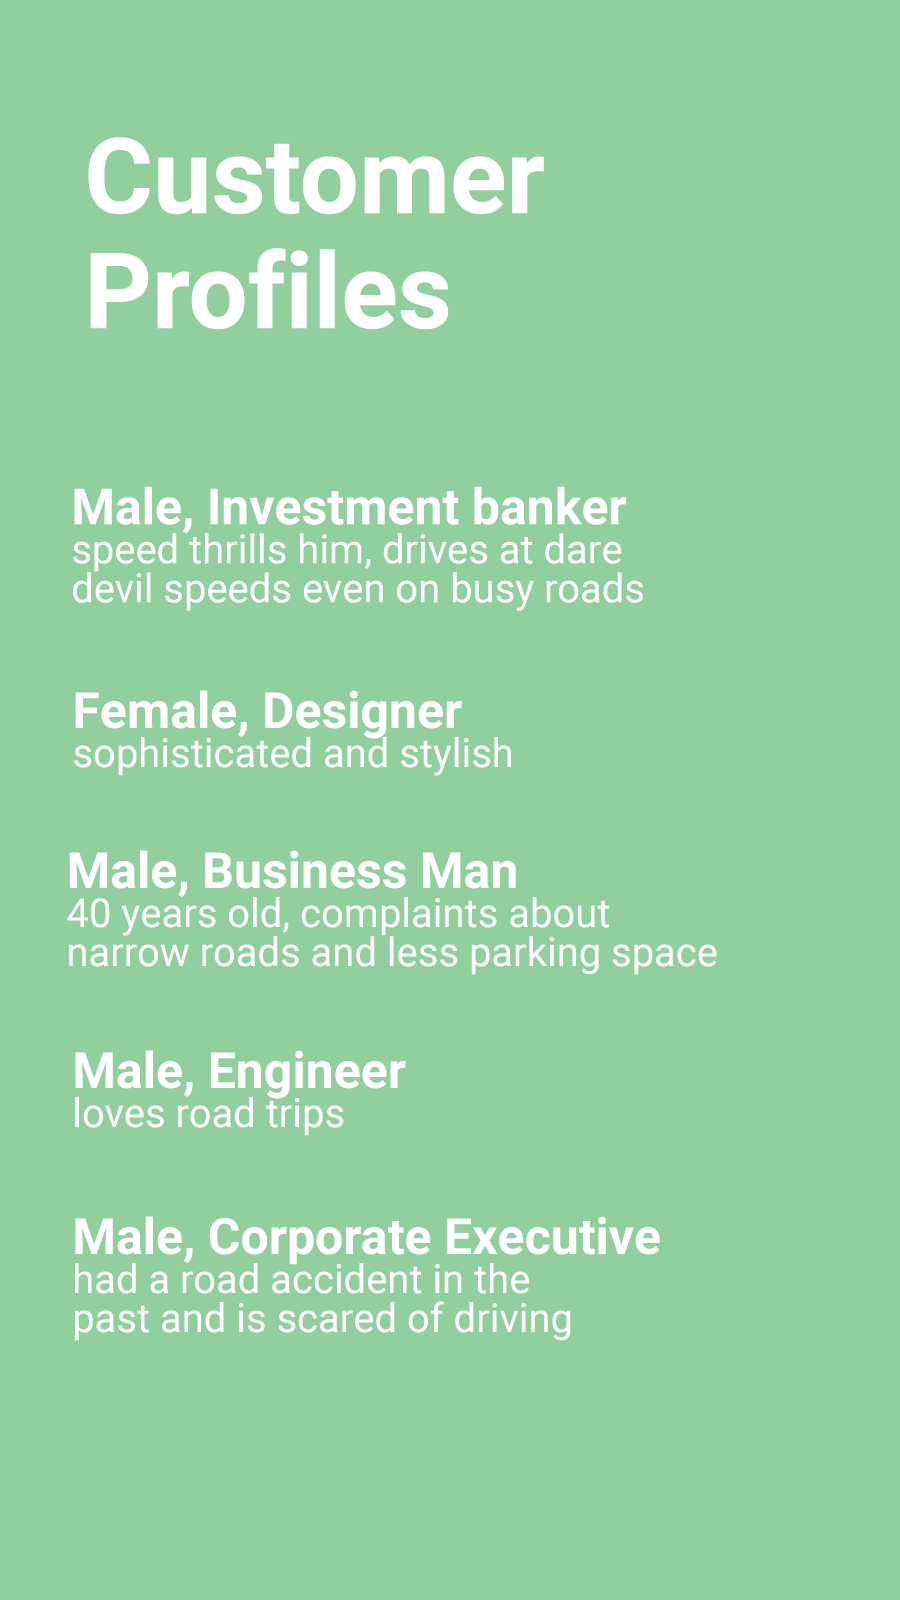 Customer
Profiles
Male, Investment banker
speed thrills him, drives at dare
devil speeds even on busy roads
Female, Designer
sophisticated and stylish
Male, Business Man
40 years old, complaints about
narrow roads and less parking space
Male, Engineer
loves road trips
Male, Corporate Executive
had a road accident in the
past and is scared of driving